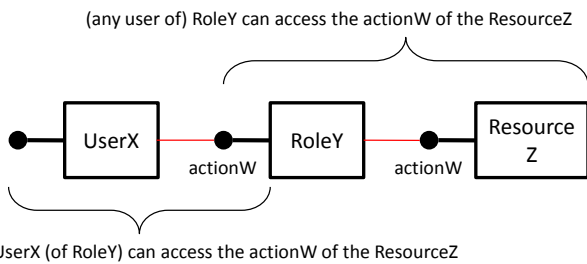 (any user of) RoleY can access the actionW of the ResourceZ
UserX
actionW
RoleY
actionW
Resource
Z
UserX (of RoleY) can access the actionW of the ResourceZ